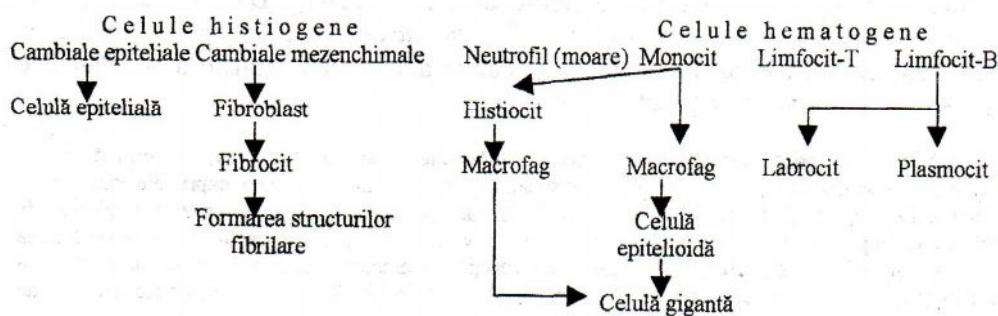 Celule histiogene
Cambiale epiteliale Cambiale mezenchimale
Celulă epitelială
Fibroblast
Fibrocit
Formarea structurilor
fibrilare
Celule hematogene
Neutrofil (moare) Monocit Limfocit-T Limfocit-B
Histiocit
Macrofag Macrofag Labrocit Plasmocit
Celulă
epitelioidă
Celulă gigantă